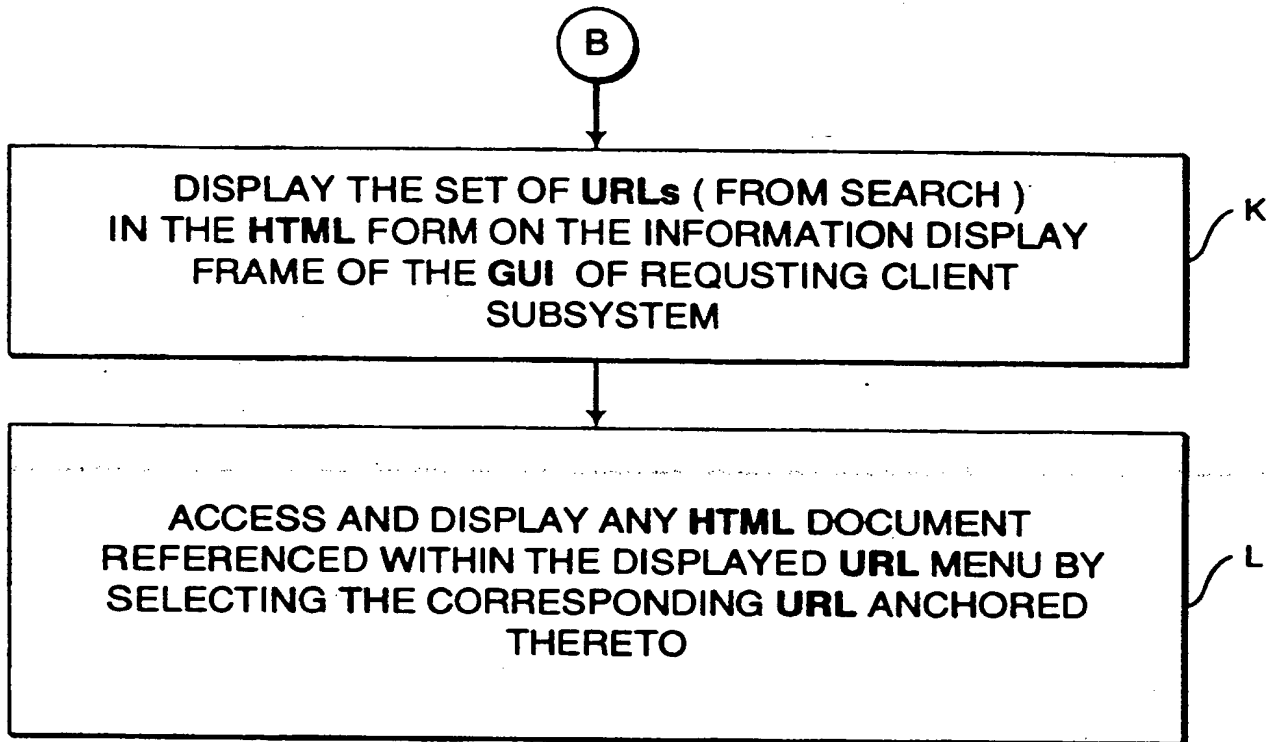 B
DISPLAY THE SET OF URLs ( FROM SEARCH )
IN THE HTML FORM ON THE INFORMATION DISPLAY
FRAME OF THE GUI OF REQUSTING CLIENT
SUBSYSTEM
K
ACCESS AND DISPLAY ANY HTML DOCUMENT
REFERENCED WITHIN THE DISPLAYED URL MENU BY
SELECTING THE CORRESPONDING URL ANCHORED
THERETO
L